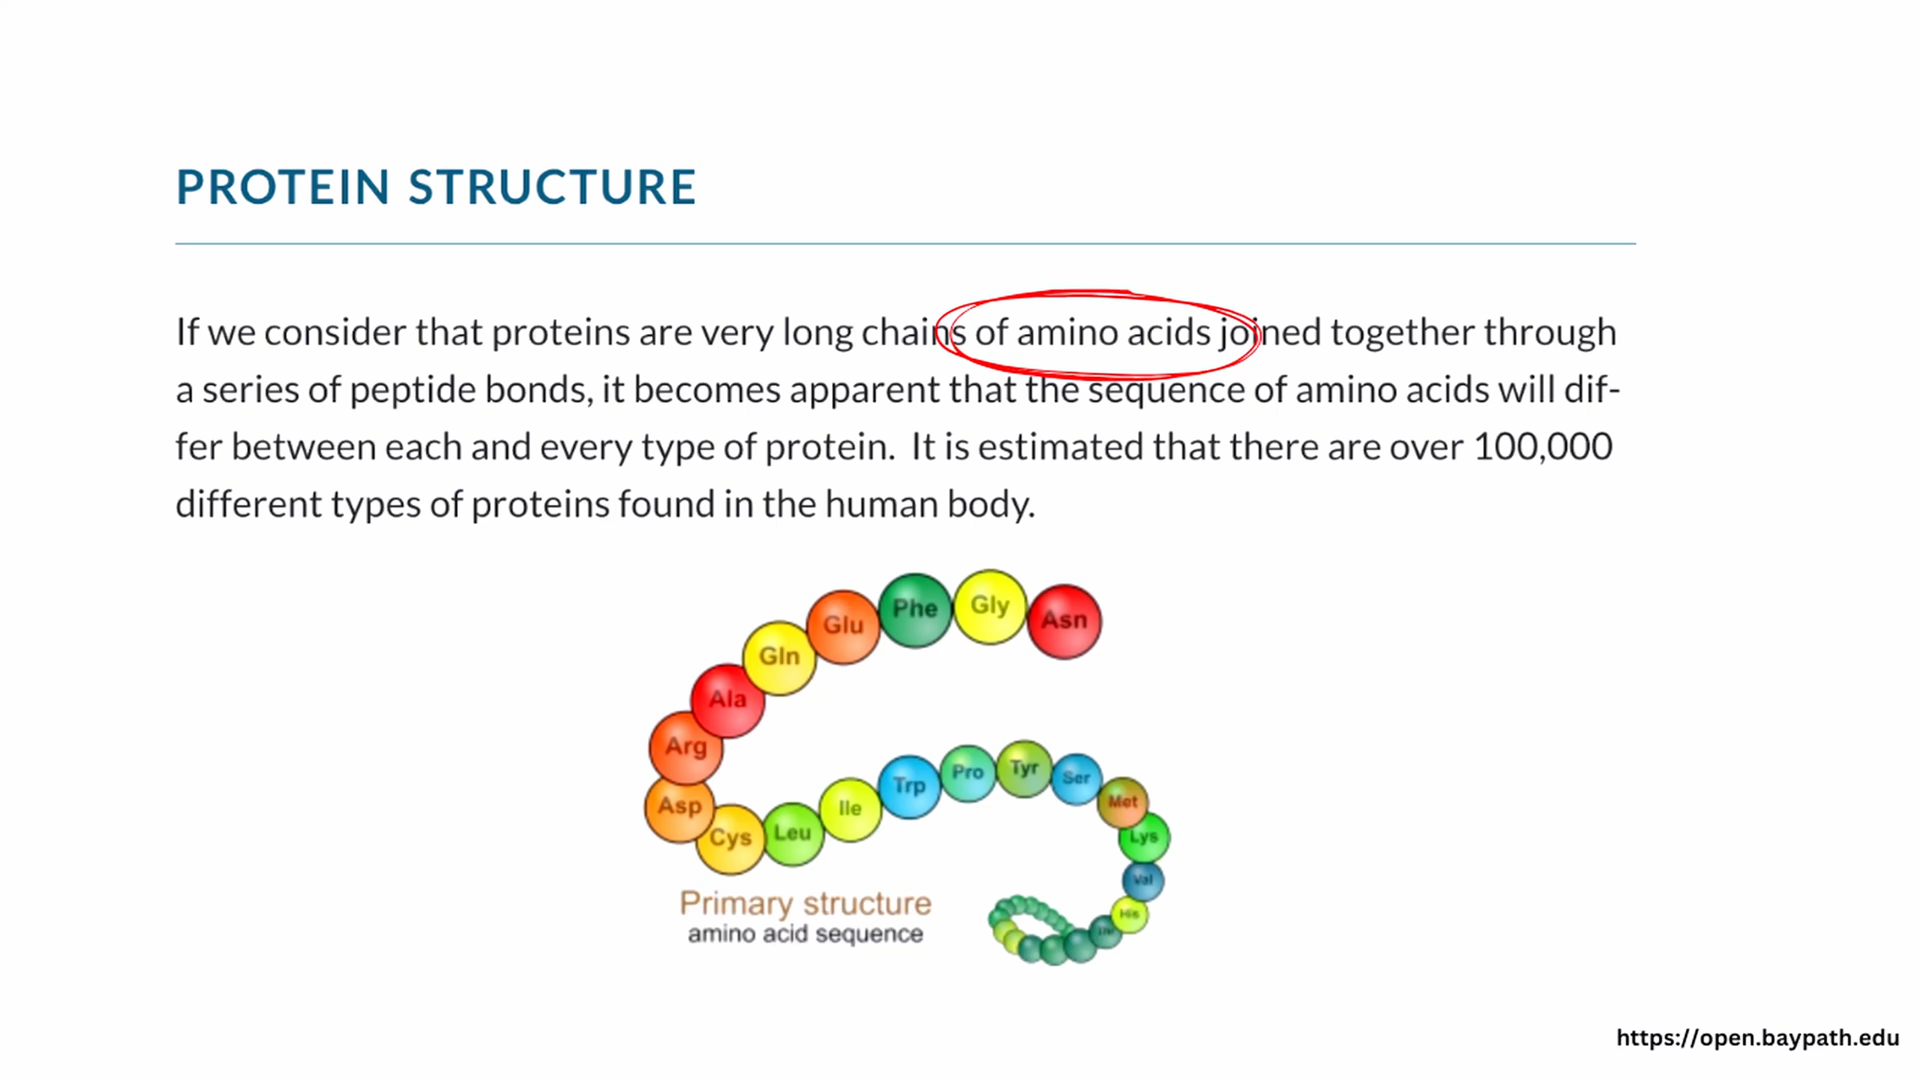 PROTEIN STRUCTURE
If we consider that proteins are very long chains of amino acids joined together through
a series of peptide bonds, it becomes apparent that the sequence of amino acids will dif-
fer between each and every type of protein.  It is estimated that there are over 100,000
different types of proteins found in the human body.
Asn
Gly
Phe
Glu
Gln
Ala
Arg
Asp
Cys
Leu
Ile
Trp
Pro
Tyr
Ser
Met
Lys
Val
His
Primary structure
amino acid sequence
https://open.baypath.edu